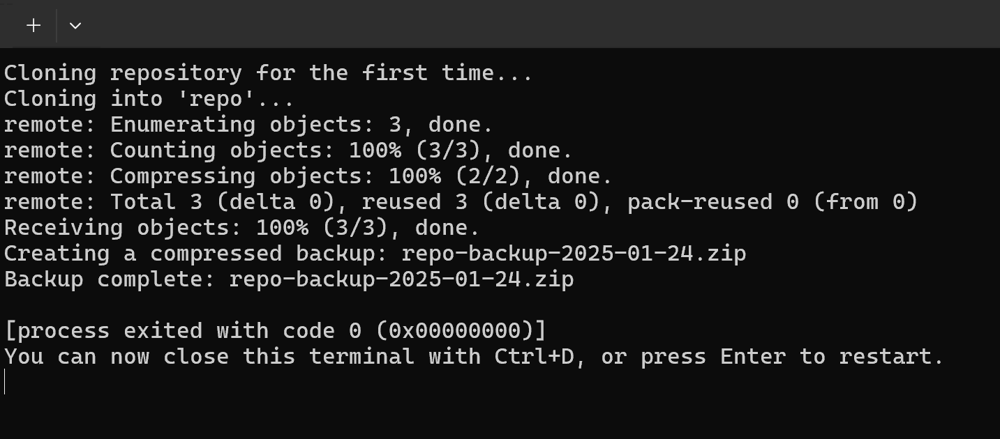 Cloning repository for the first time...
Cloning into 'repo'...
remote: Enumerating objects: 3, done.
remote: Counting objects: 100% (3/3), done.
remote: Compressing objects: 100% (2/2), done.
remote: Total 3 (delta 0), reused 3 (delta 0), pack-reused 0 (from 0)
Receiving objects: 100% (3/3), done.
Creating a compressed backup: repo-backup-2025-01-24.zip
Backup complete: repo-backup-2025-01-24.zip
[process exited with code 0 (0x00000000)]
You can now close this terminal with Ctrl+D, or press Enter to restart.